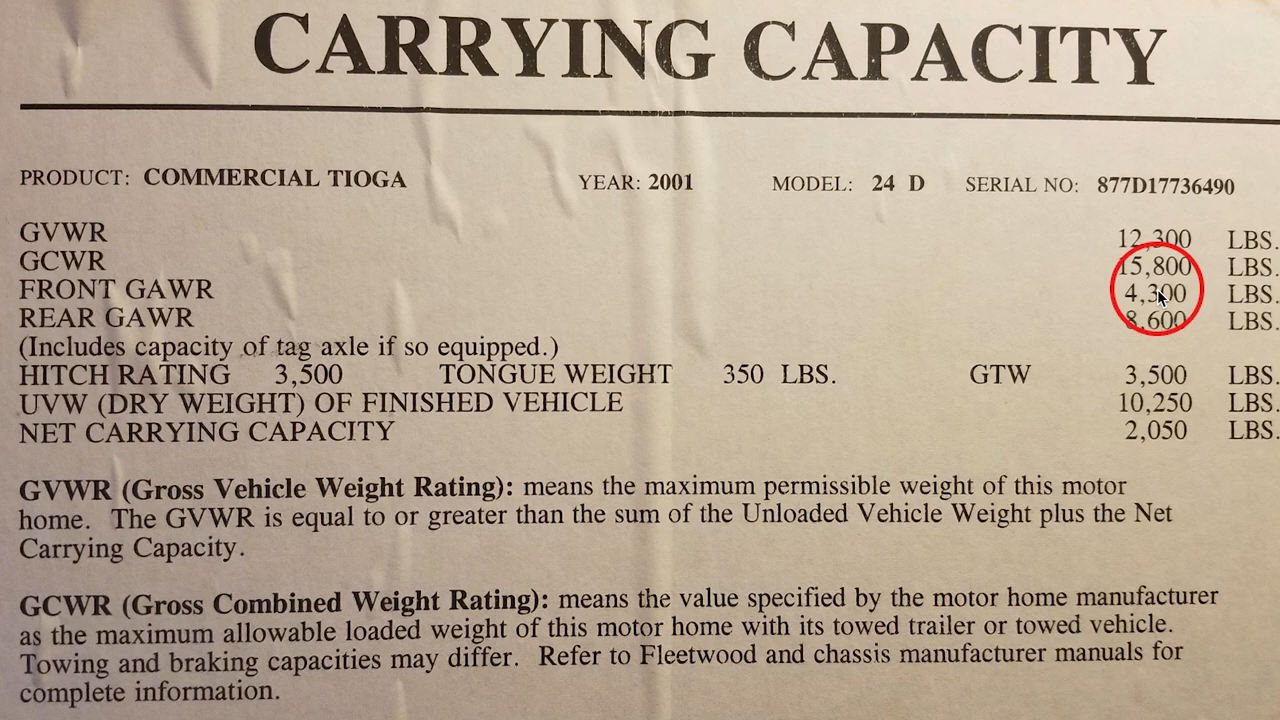 CARRYING CAPACITY
PRODUCT: COMMERCIAL TIOGA YEAR: 2001 MODEL: 24 D SERIAL NO: 877D17736490
GVWR 12,300 LBS.
GCWR 15,800 LBS.
FRONT GAWR 4,300 LBS.
REAR GAWR 8,600 LBS.
(Includes capacity of tag axle if so equipped.)
HITCH RATING 3,500 TONGUE WEIGHT 350 LBS. GTW 3,500 LBS.
UVW (DRY WEIGHT) OF FINISHED VEHICLE 10,250 LBS.
NET CARRYING CAPACITY 2,050 LBS.
GVWR (Gross Vehicle Weight Rating): means the maximum permissible weight of this motor
home. The GVWR is equal to or greater than the sum of the Unloaded Vehicle Weight plus the Net
Carrying Capacity.
GCWR (Gross Combined Weight Rating): means the value specified by the motor home manufacturer
as the maximum allowable loaded weight of this motor home with its towed trailer or towed vehicle.
Towing and braking capacities may differ. Refer to Fleetwood and chassis manufacturer manuals for
complete information.